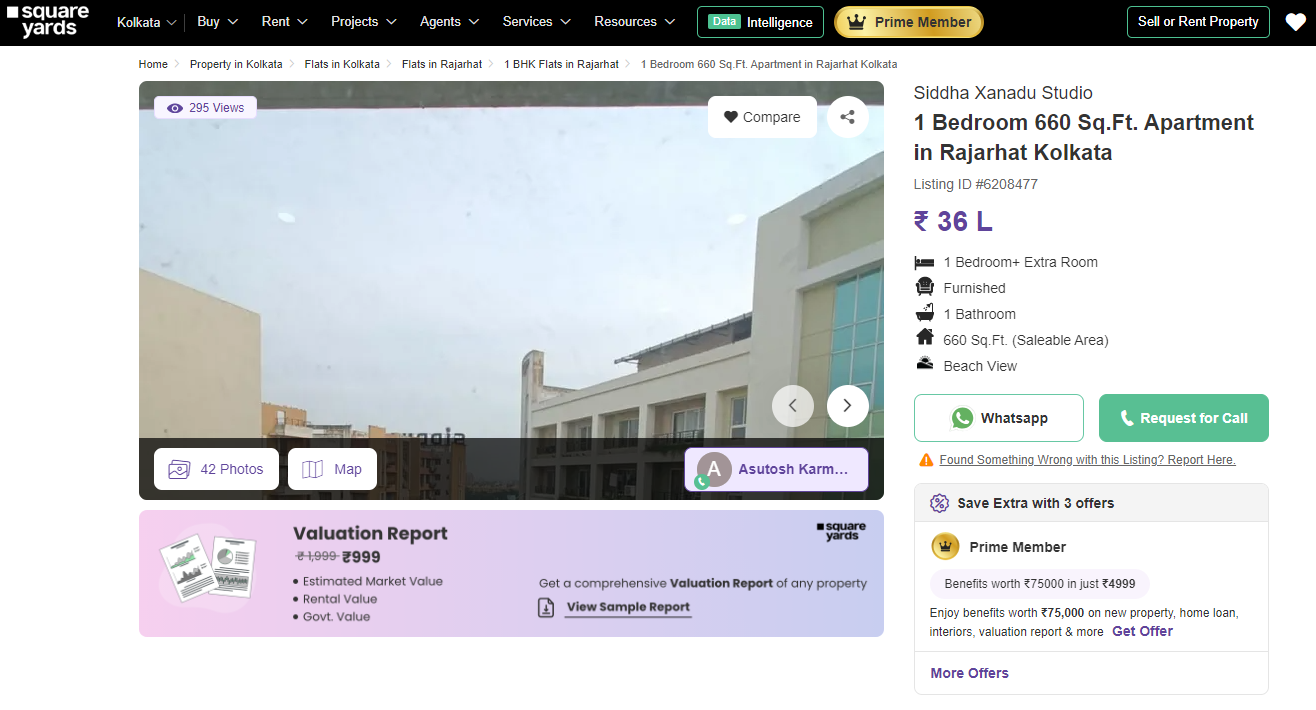 square
yards
Kolkata
Buy
Rent
Projects
Agents
Services
Resources
Data Intelligence
Prime Member
Sell or Rent Property
Home
Property in Kolkata
Flats in Kolkata
Flats in Rajarhat
1 BHK Flats in Rajarhat
1 Bedroom 660 Sq.Ft. Apartment in Rajarhat Kolkata
295 Views
Compare
42 Photos
Map
A
Asutosh Karm...
Valuation Report
₹ 1,999 ₹999
• Estimated Market Value
• Rental Value
• Govt. Value
square
yards
Get a comprehensive Valuation Report of any property
View Sample Report
Siddha Xanadu Studio
1 Bedroom 660 Sq.Ft. Apartment
in Rajarhat Kolkata
Listing ID #6208477
₹ 36 L
1 Bedroom+ Extra Room
Furnished
1 Bathroom
660 Sq.Ft. (Saleable Area)
Beach View
Whatsapp
Request for Call
Found Something Wrong with this Listing? Report Here.
Save Extra with 3 offers
Prime Member
Benefits worth ₹75000 in just ₹4999
Enjoy benefits worth ₹75,000 on new property, home loan,
interiors, valuation report & more Get Offer
More Offers